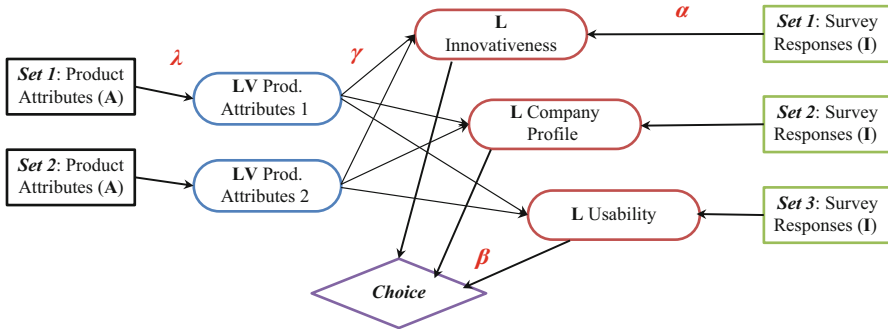 Set 1: Product
Attributes (A)
Set 2: Product
Attributes (A)
λ
LV Prod.
Attributes 1
LV Prod.
Attributes 2
γ
L
Innovativeness
L Company
Profile
L Usability
α
Set 1: Survey
Responses (I)
Set 2: Survey
Responses (I)
Set 3: Survey
Responses (I)
β
Choice